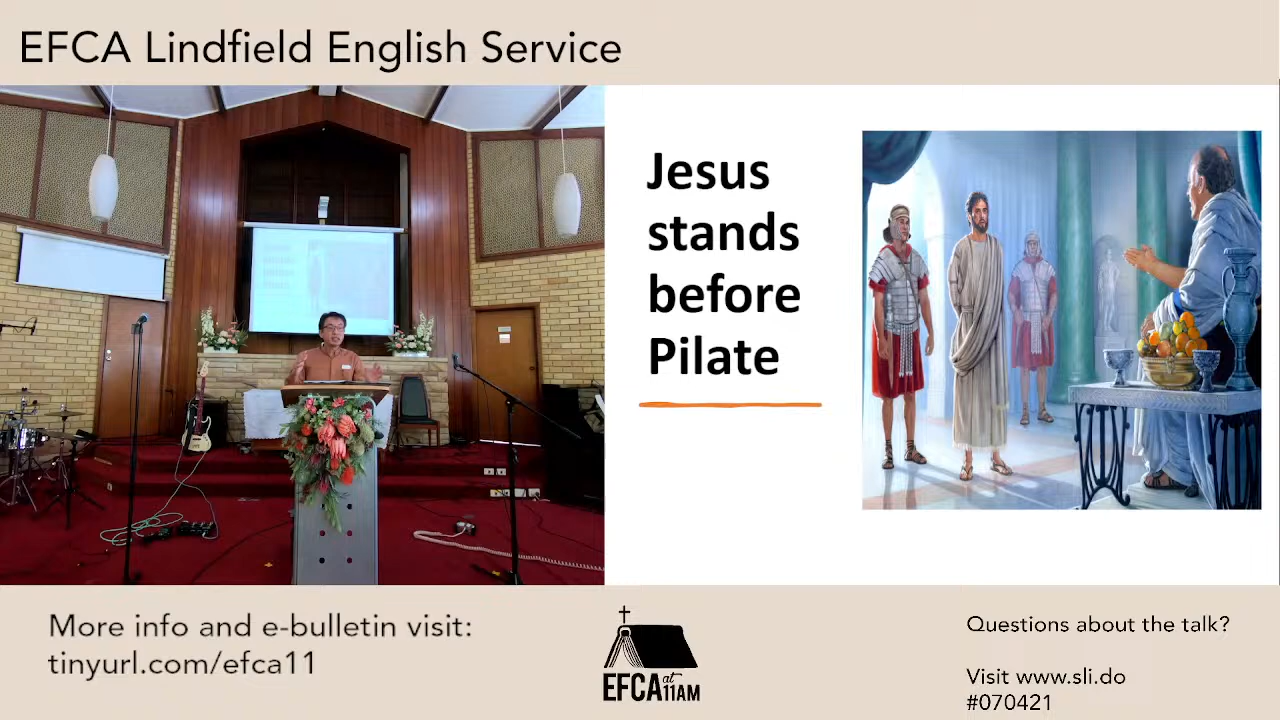 EFCA Lindfield English Service
Jesus
stands
before
Pilate
More info and e-bulletin visit:
tinyurl.com/efca11
EFCA at 11AM
Questions about the talk?
Visit www.sli.do
#070421